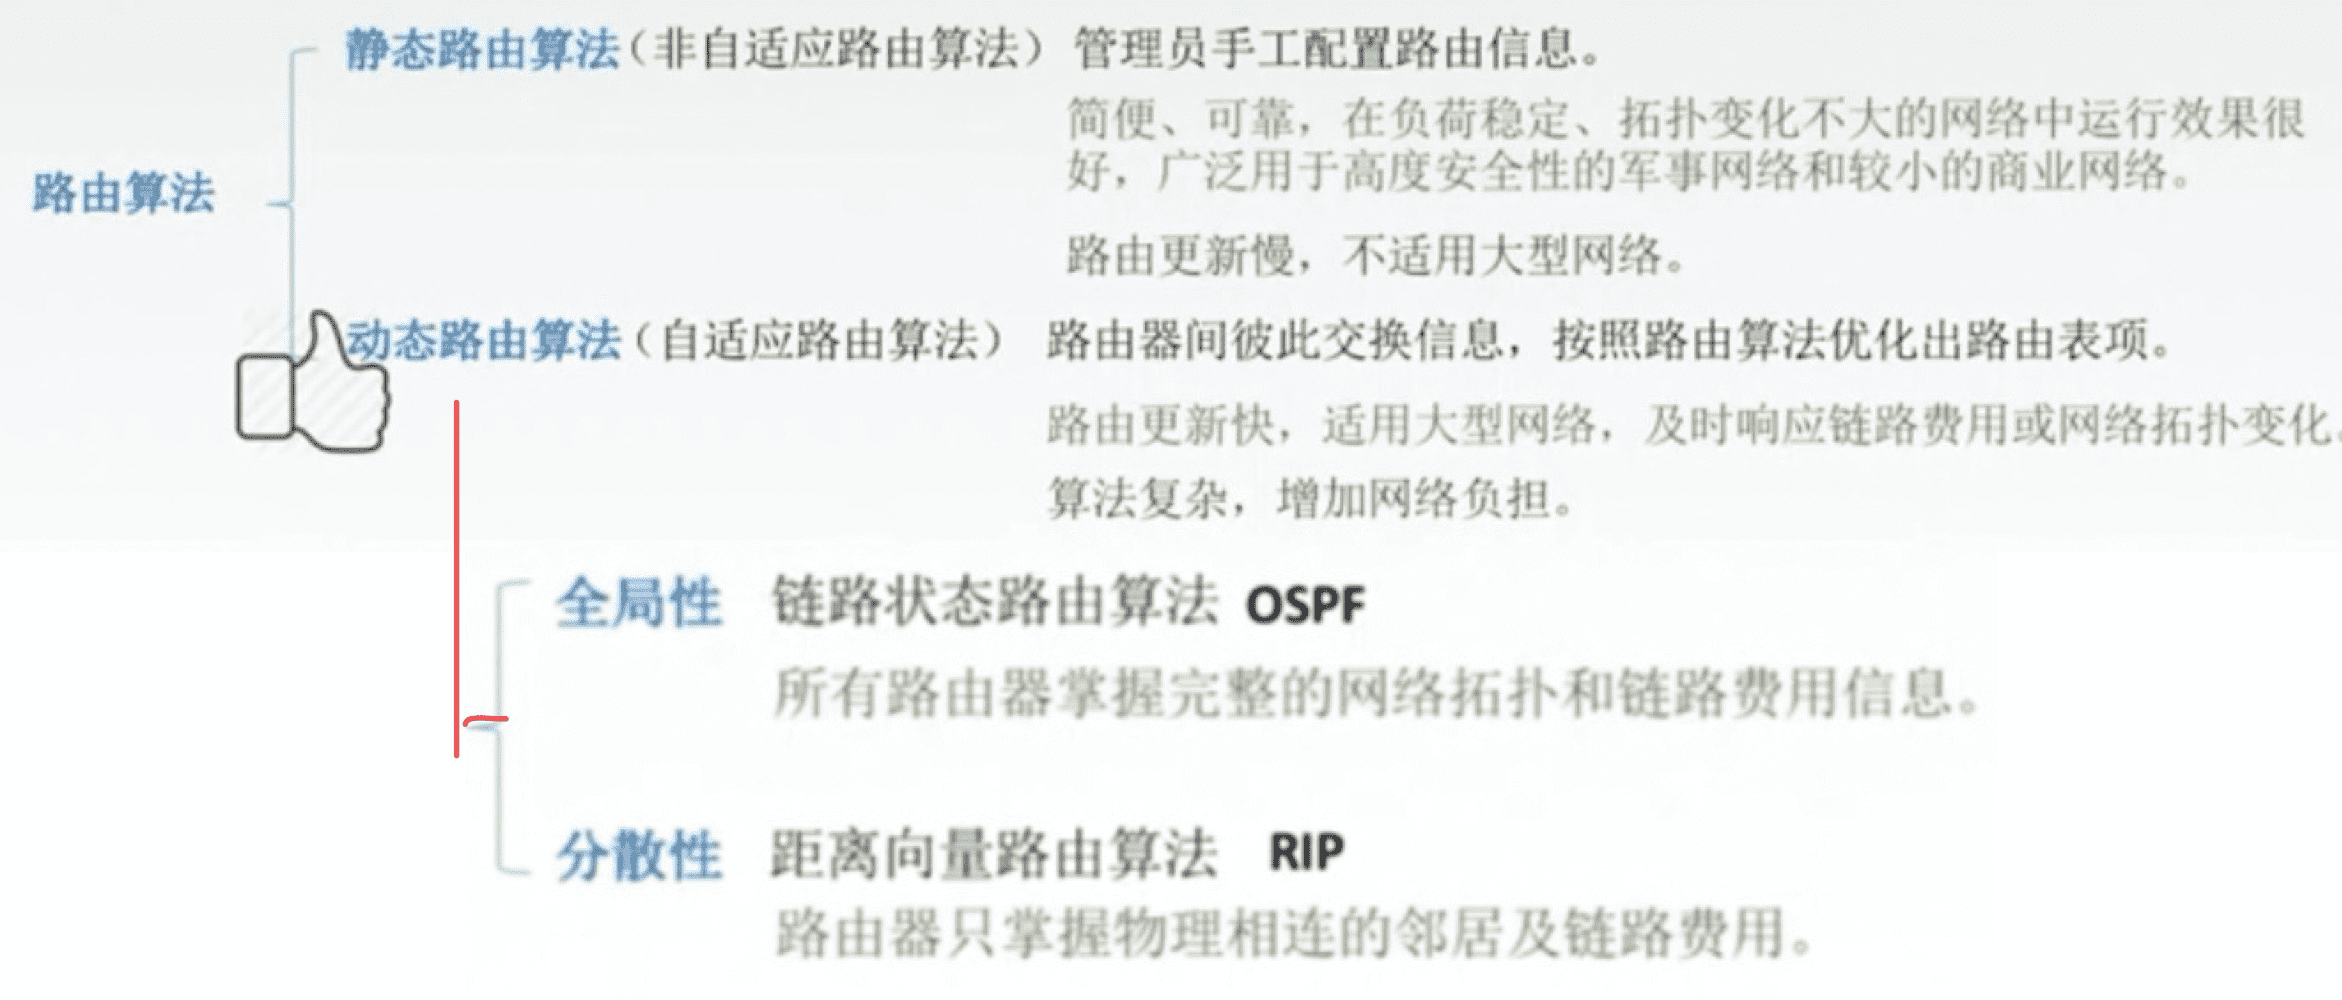 静态路由算法（非自适应路由算法）管理员手工配置路由信息。
简便、可靠，在负荷稳定、拓扑变化不大的网络中运行效果很
好，广泛用于高度安全性的军事网络和较小的商业网络。
路由算法
路由更新慢，不适用大型网络。
动态路由算法（自适应路由算法） 路由器间彼此交换信息，按照路由算法优化出路由表项。
路由更新快，适用大型网络，及时响应链路费用或网络拓扑变化。
算法复杂，增加网络负担。
全局性 链路状态路由算法 OSPF
所有路由器掌握完整的网络拓扑和链路费用信息。
分散性 距离向量路由算法 RIP
路由器只掌握物理相连的邻居及链路费用。